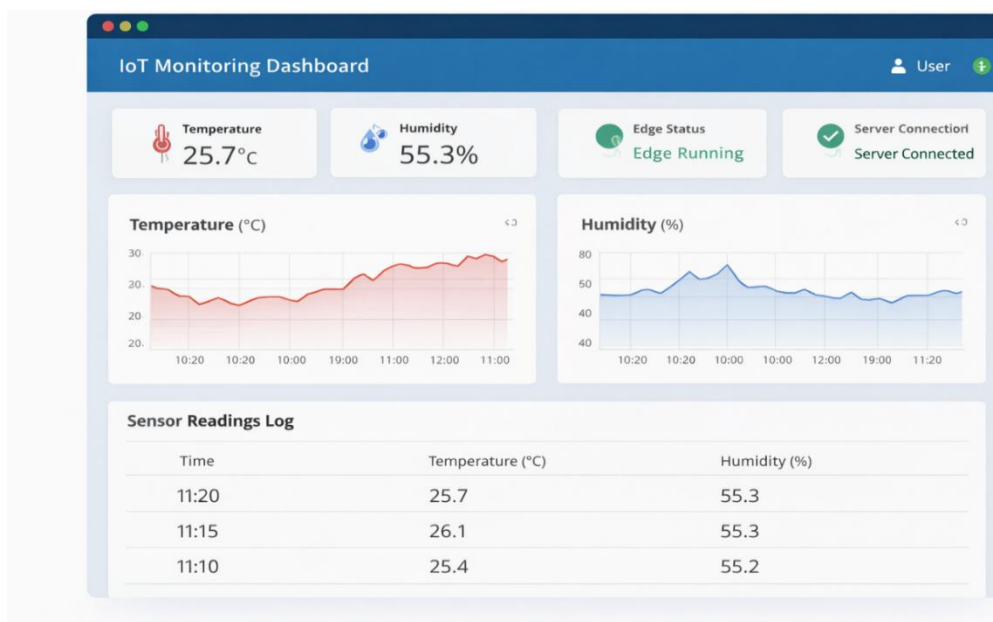 IoT Monitoring Dashboard
User
Temperature
25.7°C
Humidity
55.3%
Edge Status
Edge Running
Server Connection
Server Connected
Temperature (°C)
30.
20.
20
20.
10:20 10:20 10:00 19:00 11:00 12:00 11:00
Humidity (%)
80
50
40
40
10:20 10:20 10:00 10:00 12:00 19:00 11:20
Sensor Readings Log
Time Temperature (°C) Humidity (%)
11:20 25.7 55.3
11:15 26.1 55.3
11:10 25.4 55.2